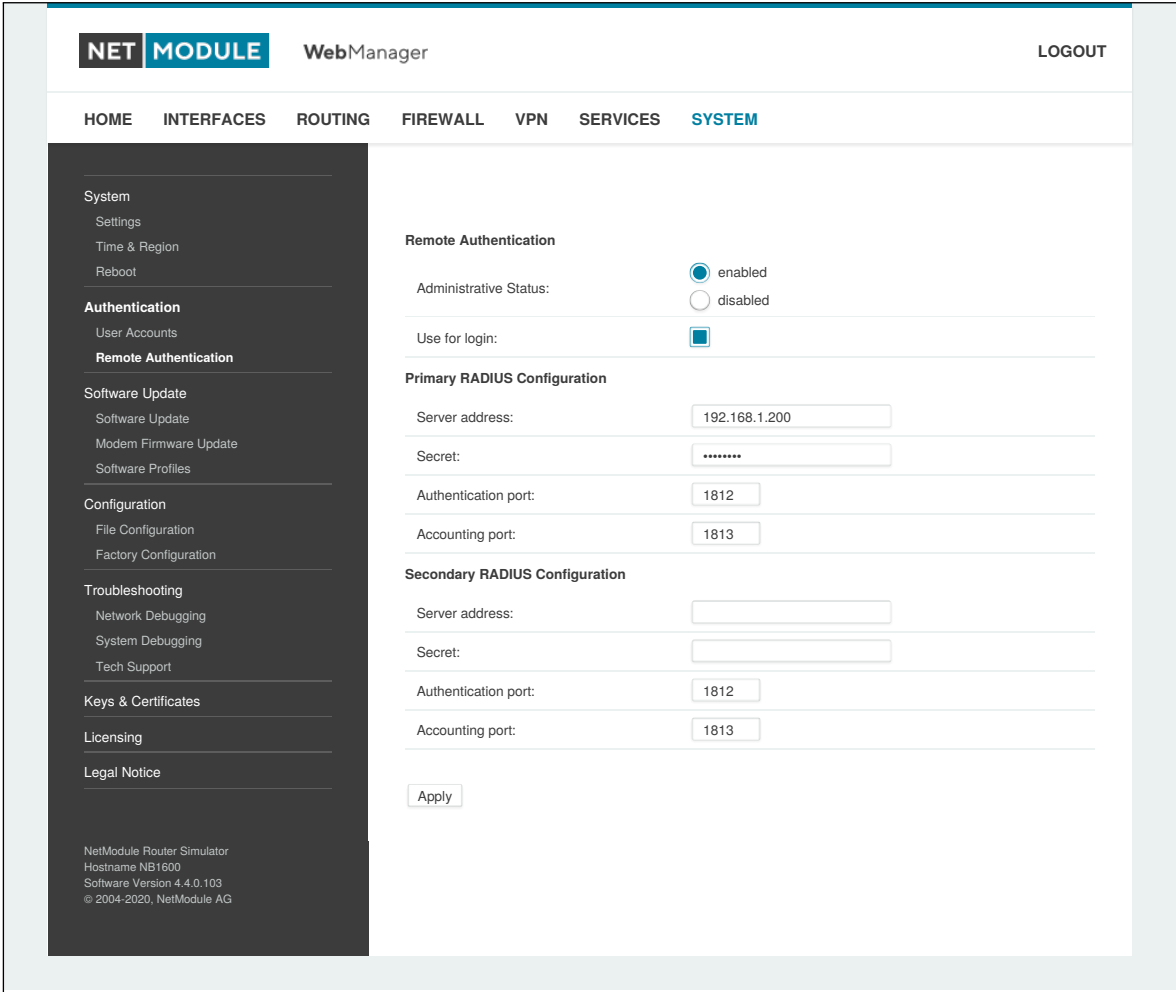 NET MODULE WebManager LOGOUT
HOME INTERFACES ROUTING FIREWALL VPN SERVICES SYSTEM
System
Settings
Time & Region
Reboot
Authentication
User Accounts
Remote Authentication
Software Update
Software Update
Modem Firmware Update
Software Profiles
Configuration
File Configuration
Factory Configuration
Troubleshooting
Network Debugging
System Debugging
Tech Support
Keys & Certificates
Licensing
Legal Notice
NetModule Router Simulator
Hostname NB1600
Software Version 4.4.0.103
© 2004-2020, NetModule AG
Remote Authentication
Administrative Status:
enabled
disabled
Use for login:
Primary RADIUS Configuration
Server address: 192.168.1.200
Secret: ••••••••
Authentication port: 1812
Accounting port: 1813
Secondary RADIUS Configuration
Server address:
Secret:
Authentication port: 1812
Accounting port: 1813
Apply